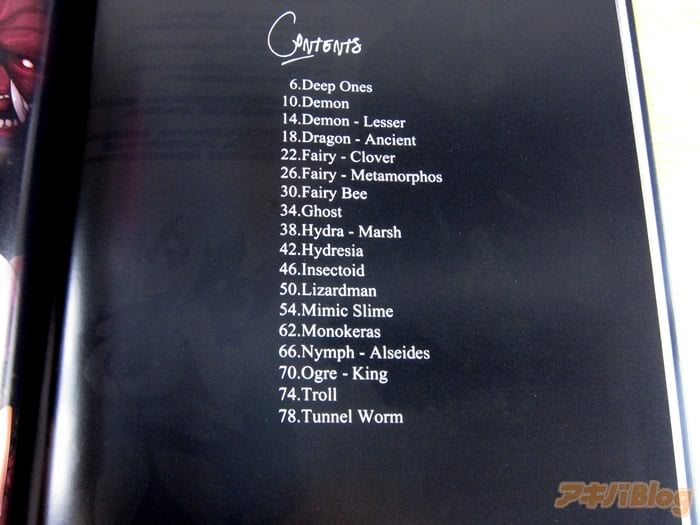 Contents
6.Deep Ones
10.Demon
14.Demon - Lesser
18.Dragon - Ancient
22.Fairy - Clover
26.Fairy - Metamorphos
30.Fairy Bee
34.Ghost
38.Hydra - Marsh
42.Hydresia
46.Insectoid
50.Lizardman
54.Mimic Slime
62.Monokeras
66.Nymph - Alseides
70.Ogre - King
74.Troll
78.Tunnel Worm
アキバBlog